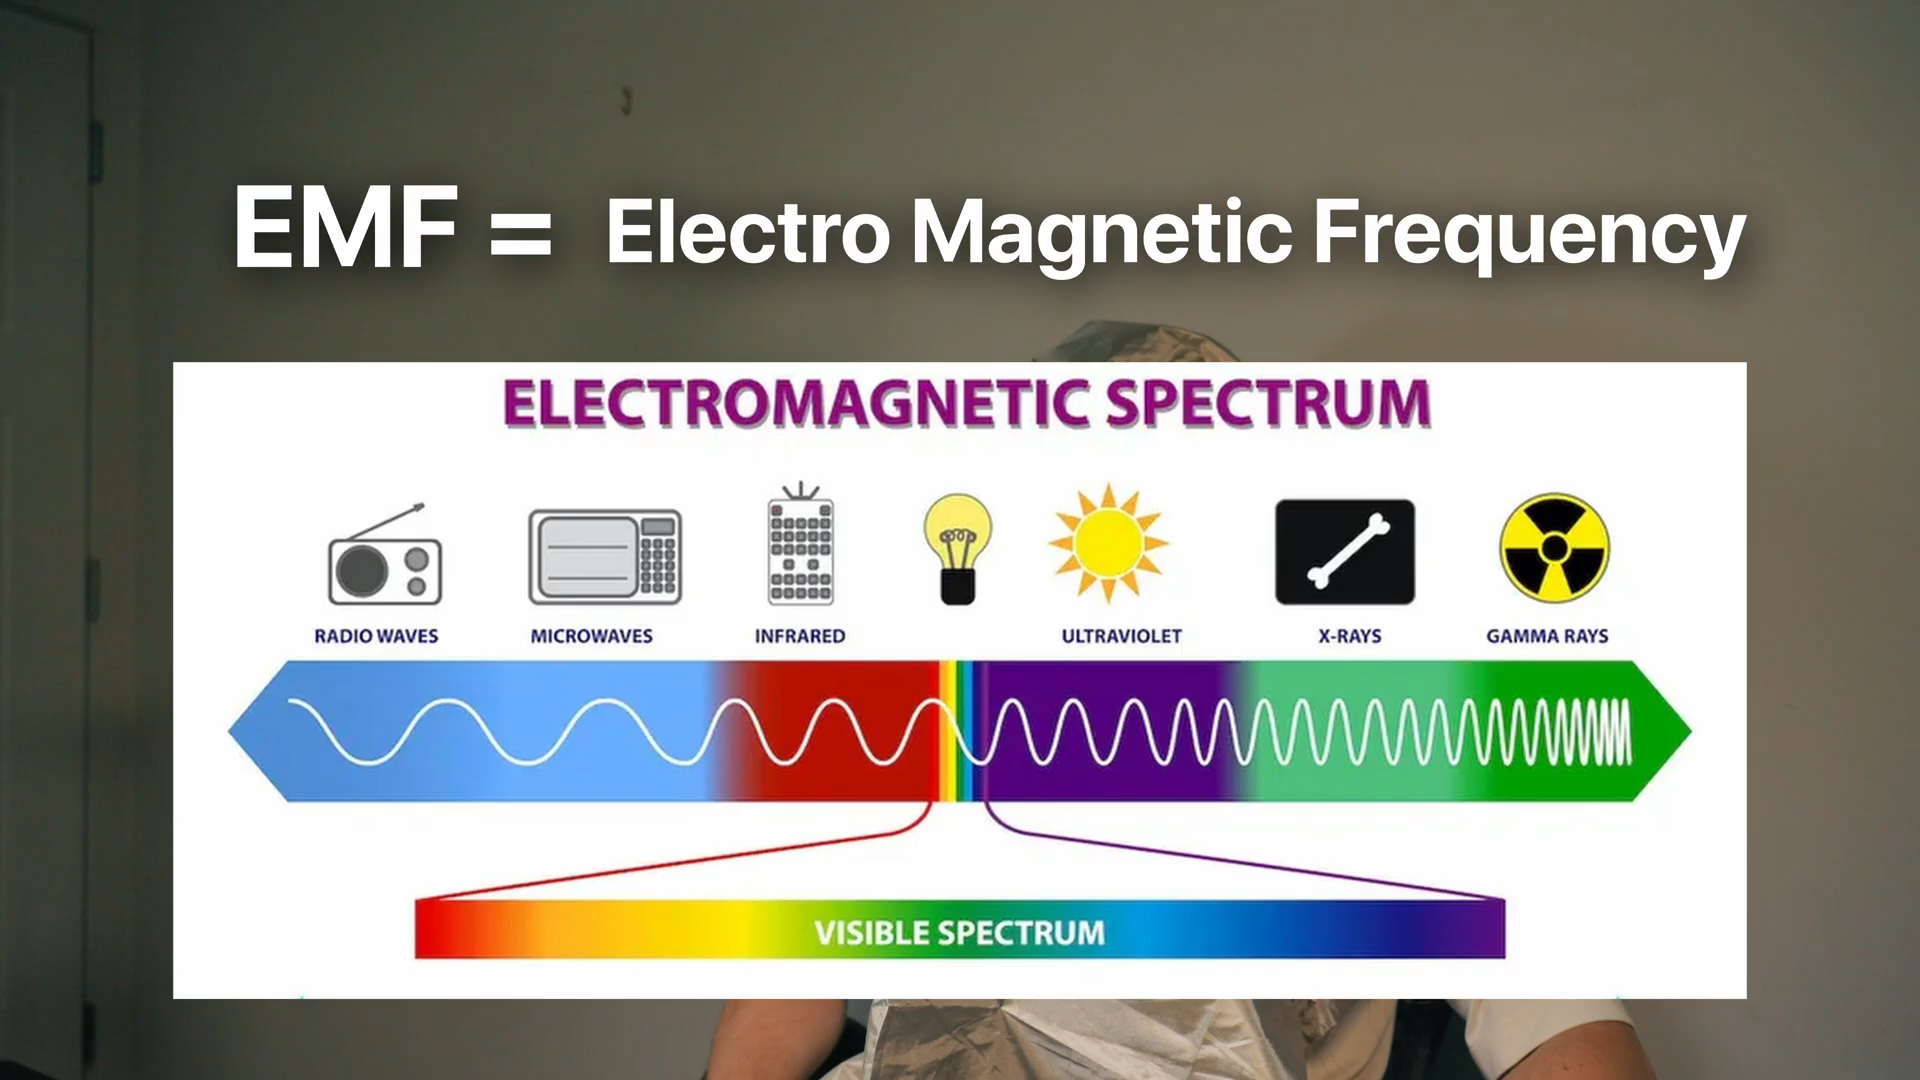 EMF = Electro Magnetic Frequency
ELECTROMAGNETIC SPECTRUM
RADIO WAVES MICROWAVES INFRARED ULTRAVIOLET X-RAYS GAMMA RAYS
VISIBLE SPECTRUM